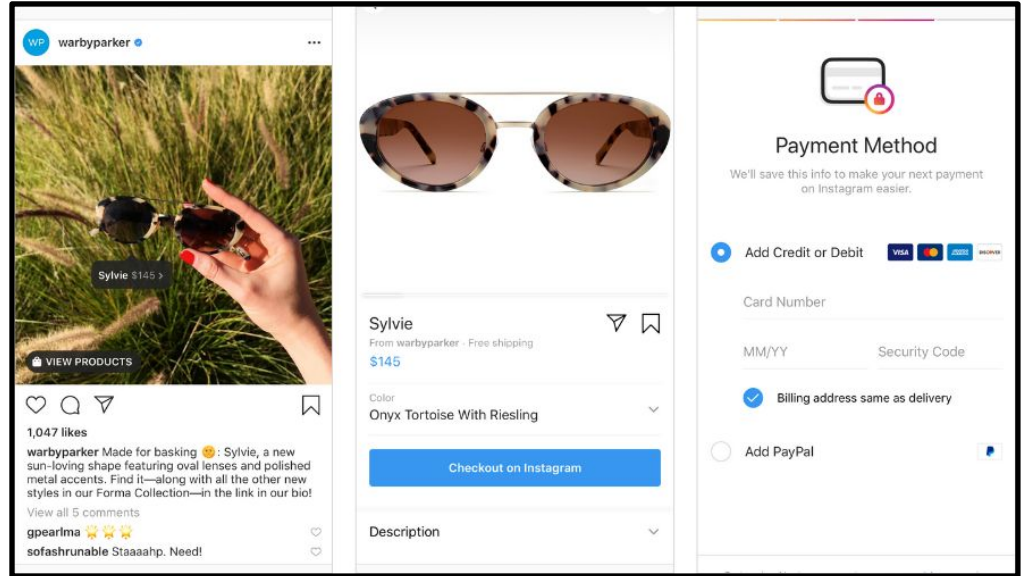 WP warbyparker
Sylvie $145 >
VIEW PRODUCTS
1,047 likes
warbyparker Made for basking 🌞: Sylvie, a new
sun-loving shape featuring oval lenses and polished
metal accents. Find it—along with all the other new
styles in our Forma Collection—in the link in our bio!
View all 5 comments
gpearlma 🌟 🌟 🌟
sofashrunable Staaaahp. Need!
Sylvie
From warbyparker · Free shipping
$145
Color
Onyx Tortoise With Riesling
Checkout on Instagram
Description
Payment Method
We'll save this info to make your next payment
on Instagram easier.
Add Credit or Debit VISA DISCOVER
Card Number
MM/YY Security Code
Billing address same as delivery
Add PayPal